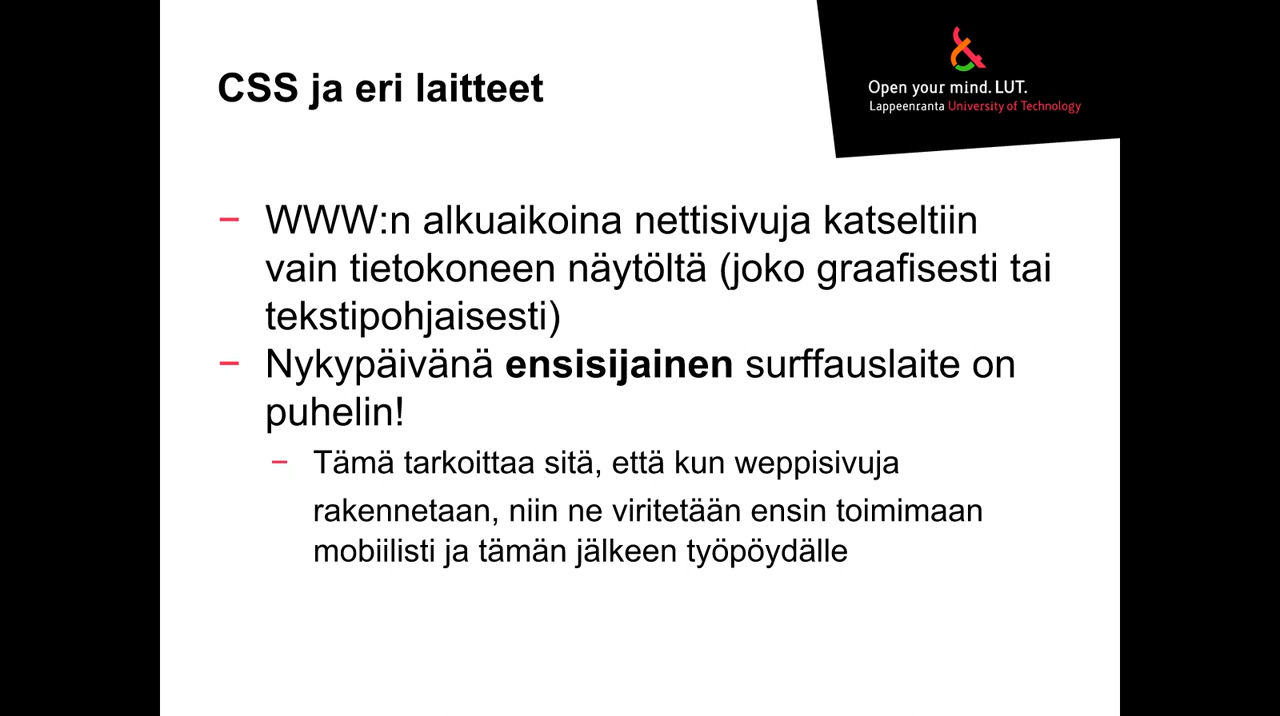 CSS ja eri laitteet
Open your mind. LUT.
Lappeenranta University of Technology
– WWW:n alkuaikoina nettisivuja katseltiin
vain tietokoneen näytöltä (joko graafisesti tai
tekstipohjaisesti)
– Nykypäivänä ensisijainen surffauslaite on
puhelin!
– Tämä tarkoittaa sitä, että kun weppisivuja
rakennetaan, niin ne viritetään ensin toimimaan
mobiilisti ja tämän jälkeen työpöydälle